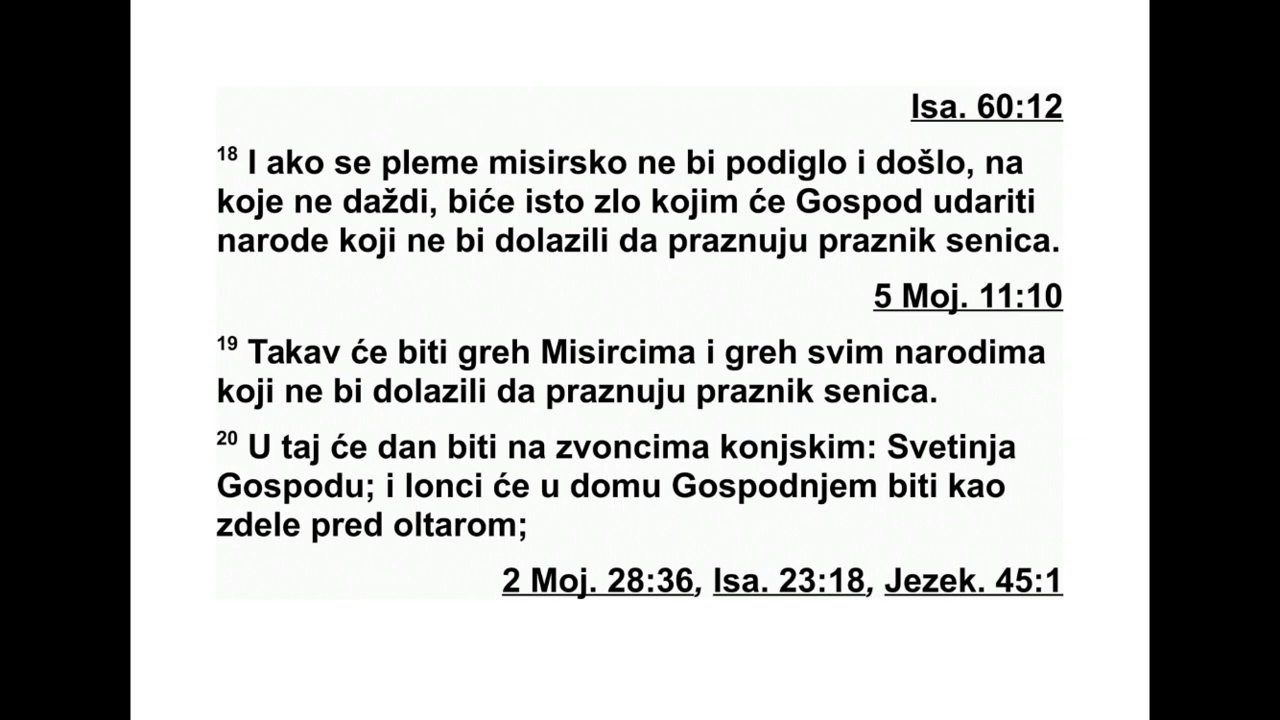 Isa. 60:12
18 I ako se pleme misirsko ne bi podiglo i došlo, na
koje ne daždi, biće isto zlo kojim će Gospod udariti
narode koji ne bi dolazili da praznuju praznik senica.
5 Moj. 11:10
19 Takav će biti greh Misircima i greh svim narodima
koji ne bi dolazili da praznuju praznik senica.
20 U taj će dan biti na zvoncima konjskim: Svetinja
Gospodu; i lonci će u domu Gospodnjem biti kao
zdele pred oltarom;
2 Moj. 28:36, Isa. 23:18, Jezek. 45:1